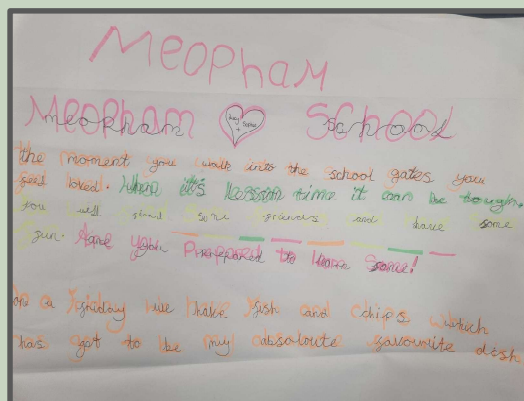 Meopham
Meopham School
meopham school
the moment you walk into the school gates you
feel loved. When it's lesson time it can be tough.
you will find some friends and have some
fun. Are you Prepared to Have Some!
on a friday we have fish and chips which
has got to be my absoloute favourite dish